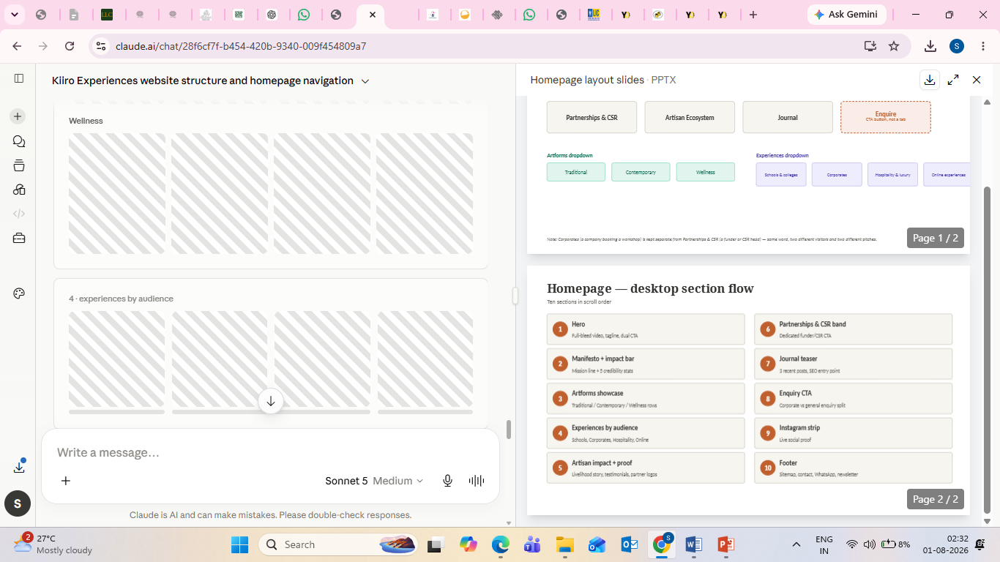 Ask Gemini
claude.ai/chat/28f6cf7f-b454-420b-9340-009f454809a7
S
Kiiro Experiences website structure and homepage navigation
Wellness
4 · experiences by audience
Write a message...
Sonnet 5 Medium
Claude is AI and can make mistakes. Please double-check responses.
S
Homepage layout slides · PPTX
Partnerships & CSR
Artisan Ecosystem
Journal
Enquire
CTA button, not a tab
Artforms dropdown
Traditional
Contemporary
Wellness
Experiences dropdown
Schools & colleges
Corporates
Hospitality & luxury
Online experiences
Note: Corporates (a company booking a workshop) is kept separate from Partnerships & CSR (a funder or CSR head) — same word, two different visitors and two different pitches.
Page 1 / 2
Homepage — desktop section flow
Ten sections in scroll order
1 Hero
Full-bleed video, tagline, dual CTA
2 Manifesto + impact bar
Mission line + 5 credibility stats
3 Artforms showcase
Traditional / Contemporary / Wellness rows
4 Experiences by audience
Schools, Corporates, Hospitality, Online
5 Artisan impact + proof
Livelihood story, testimonials, partner logos
6 Partnerships & CSR band
Dedicated funder/CSR CTA
7 Journal teaser
3 recent posts, SEO entry point
8 Enquiry CTA
Corporate vs general enquiry split
9 Instagram strip
Live social proof
10 Footer
Sitemap, contact, WhatsApp, newsletter
Page 2 / 2
2
27°C
Mostly cloudy
Search
S
ENG
IN
8%
02:32
01-08-2026